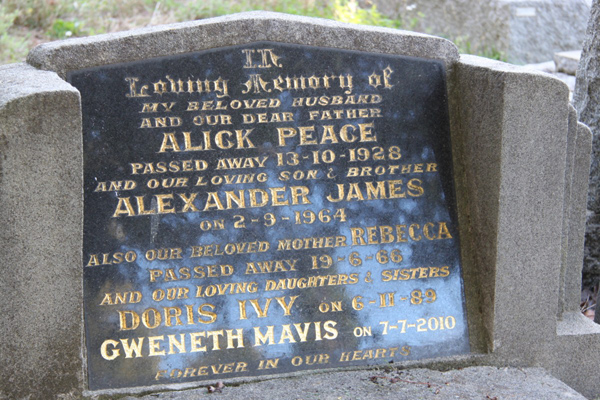 In
Loving Memory of
MY BELOVED HUSBAND
AND OUR DEAR FATHER
ALICK PEACE
PASSED AWAY 13-10-1928
AND OUR LOVING SON & BROTHER
ALEXANDER JAMES
ON 2-9-1964
ALSO OUR BELOVED MOTHER REBECCA
PASSED AWAY 19-6-66
AND OUR LOVING DAUGHTERS & SISTERS
DORIS IVY ON 6-11-89
GWENETH MAVIS ON 7-7-2010
FOREVER IN OUR HEARTS